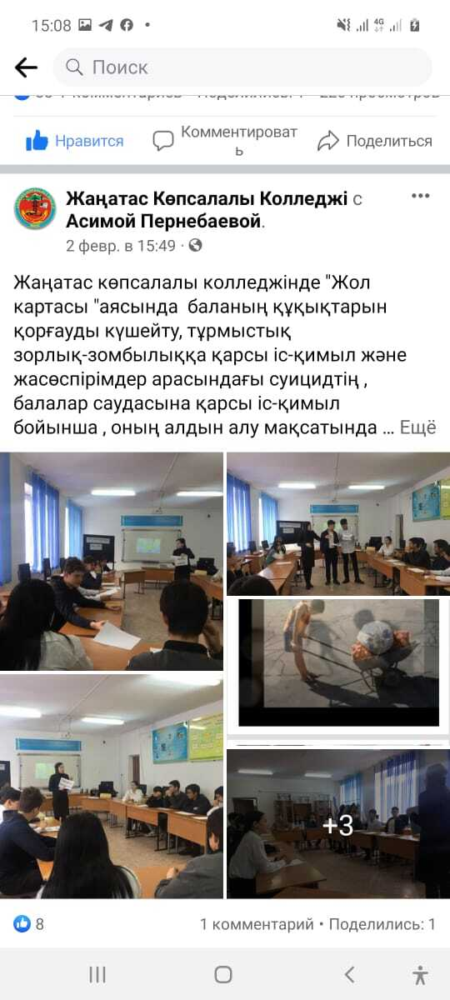 15:08
4G
Поиск
Нравится
Комментироват
ь
Поделиться
Жаңатас Көпсалалы Колледжі с
Асимой Пернебаевой.
2 февр. в 15:49 ·
Жаңатас көпсалалы колледжінде "Жол
картасы "аясында баланың құқықтарын
қорғауды күшейту, тұрмыстық
зорлық-зомбылыққа қарсы іс-қимыл және
жасөспірімдер арасындағы суицидтің ,
балалар саудасына қарсы іс-қимыл
бойынша , оның алдын алу мақсатында ... Ещё
+3
8
1 комментарий • Поделились: 1